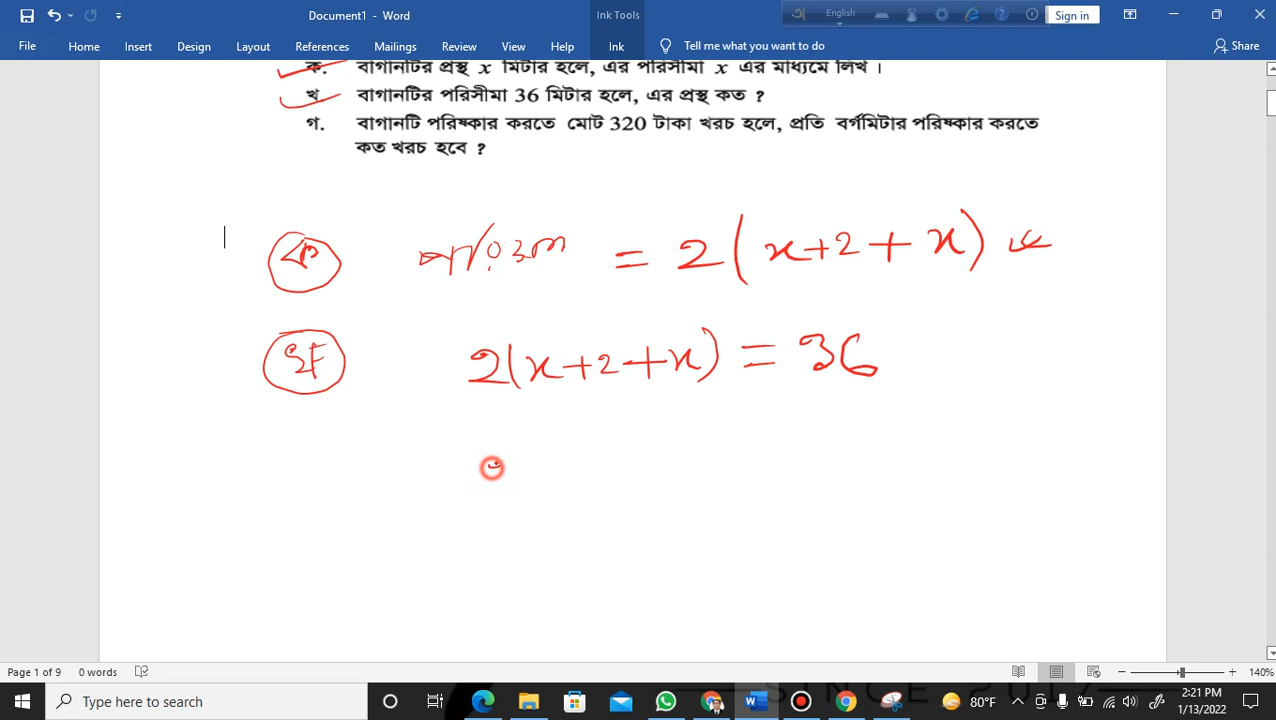 Document1 - Word
Ink Tools
English
Sign in
File Home Insert Design Layout References Mailings Review View Help Ink Tell me what you want to do Share
ক. বাগানটির প্রস্থ x মিটার হলে, এর পরিসীমা x এর মাধ্যমে লিখ ।
খ. বাগানটির পরিসীমা 36 মিটার হলে, এর প্রস্থ কত ?
গ. বাগানটি পরিষ্কার করতে মোট 320 টাকা খরচ হলে, প্রতি বর্গমিটার পরিষ্কার করতে
কত খরচ হবে ?
ক = 2(x+2+x)
খ 2(x+2+x) = 36
Page 1 of 9 0 words 140%
Type here to search 80°F 2:21 PM
1/13/2022